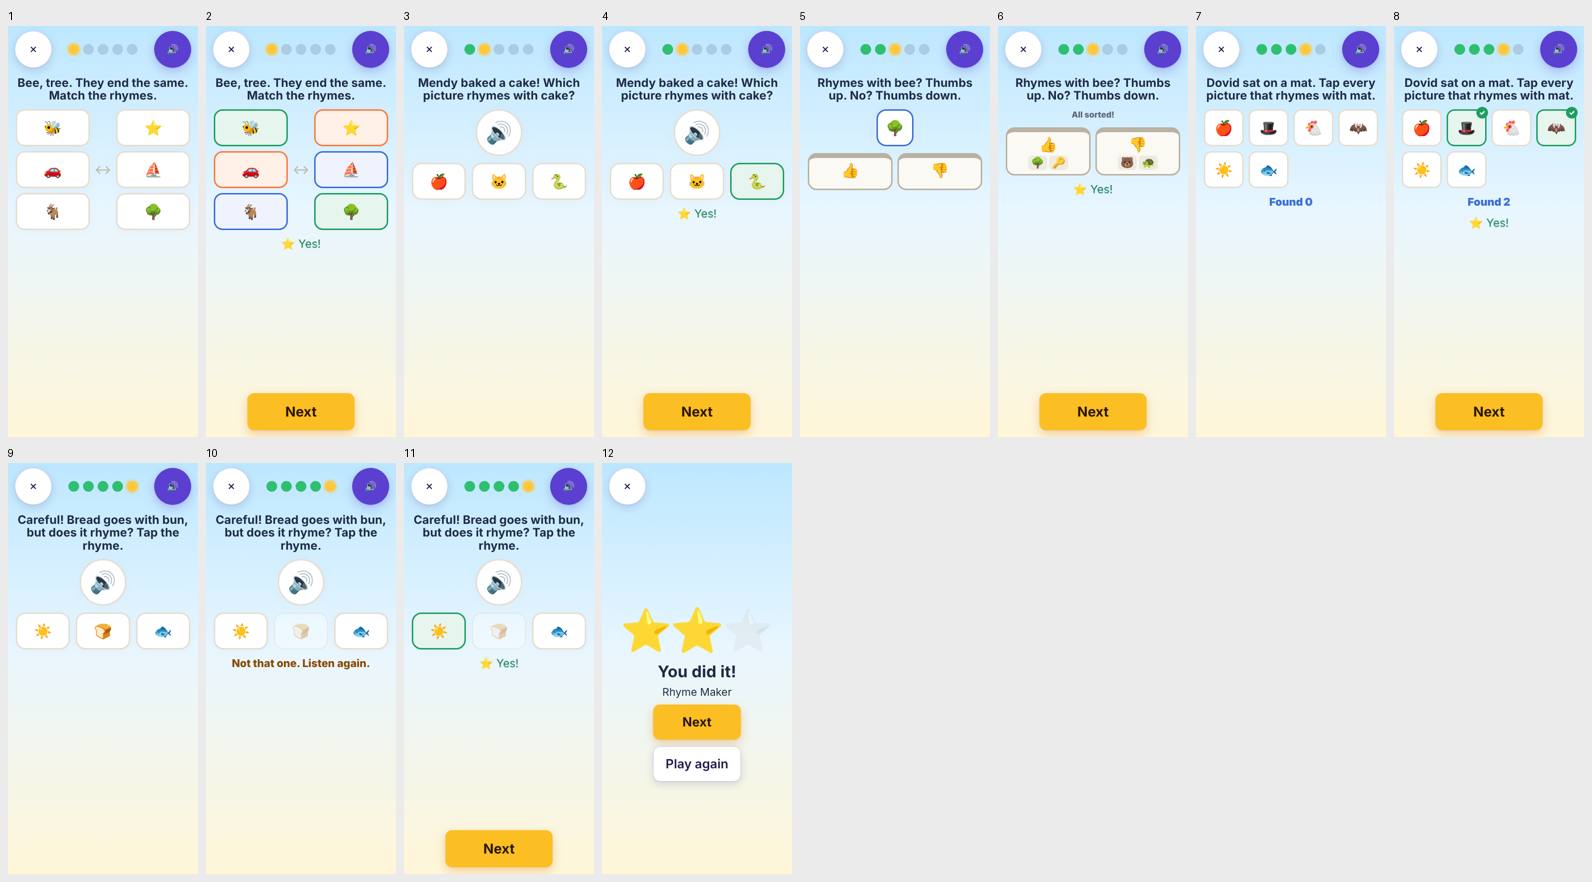 1
×
Bee, tree. They end the same.
Match the rhymes.
2
×
Bee, tree. They end the same.
Match the rhymes.
Yes!
Next
3
×
Mendy baked a cake! Which
picture rhymes with cake?
4
×
Mendy baked a cake! Which
picture rhymes with cake?
Yes!
Next
5
×
Rhymes with bee? Thumbs
up. No? Thumbs down.
6
×
Rhymes with bee? Thumbs
up. No? Thumbs down.
All sorted!
Yes!
Next
7
×
Dovid sat on a mat. Tap every
picture that rhymes with mat.
Found 0
8
×
Dovid sat on a mat. Tap every
picture that rhymes with mat.
Found 2
Yes!
Next
9
×
Careful! Bread goes with bun,
but does it rhyme? Tap the
rhyme.
10
×
Careful! Bread goes with bun,
but does it rhyme? Tap the
rhyme.
Not that one. Listen again.
11
×
Careful! Bread goes with bun,
but does it rhyme? Tap the
rhyme.
Yes!
Next
12
×
You did it!
Rhyme Maker
Next
Play again